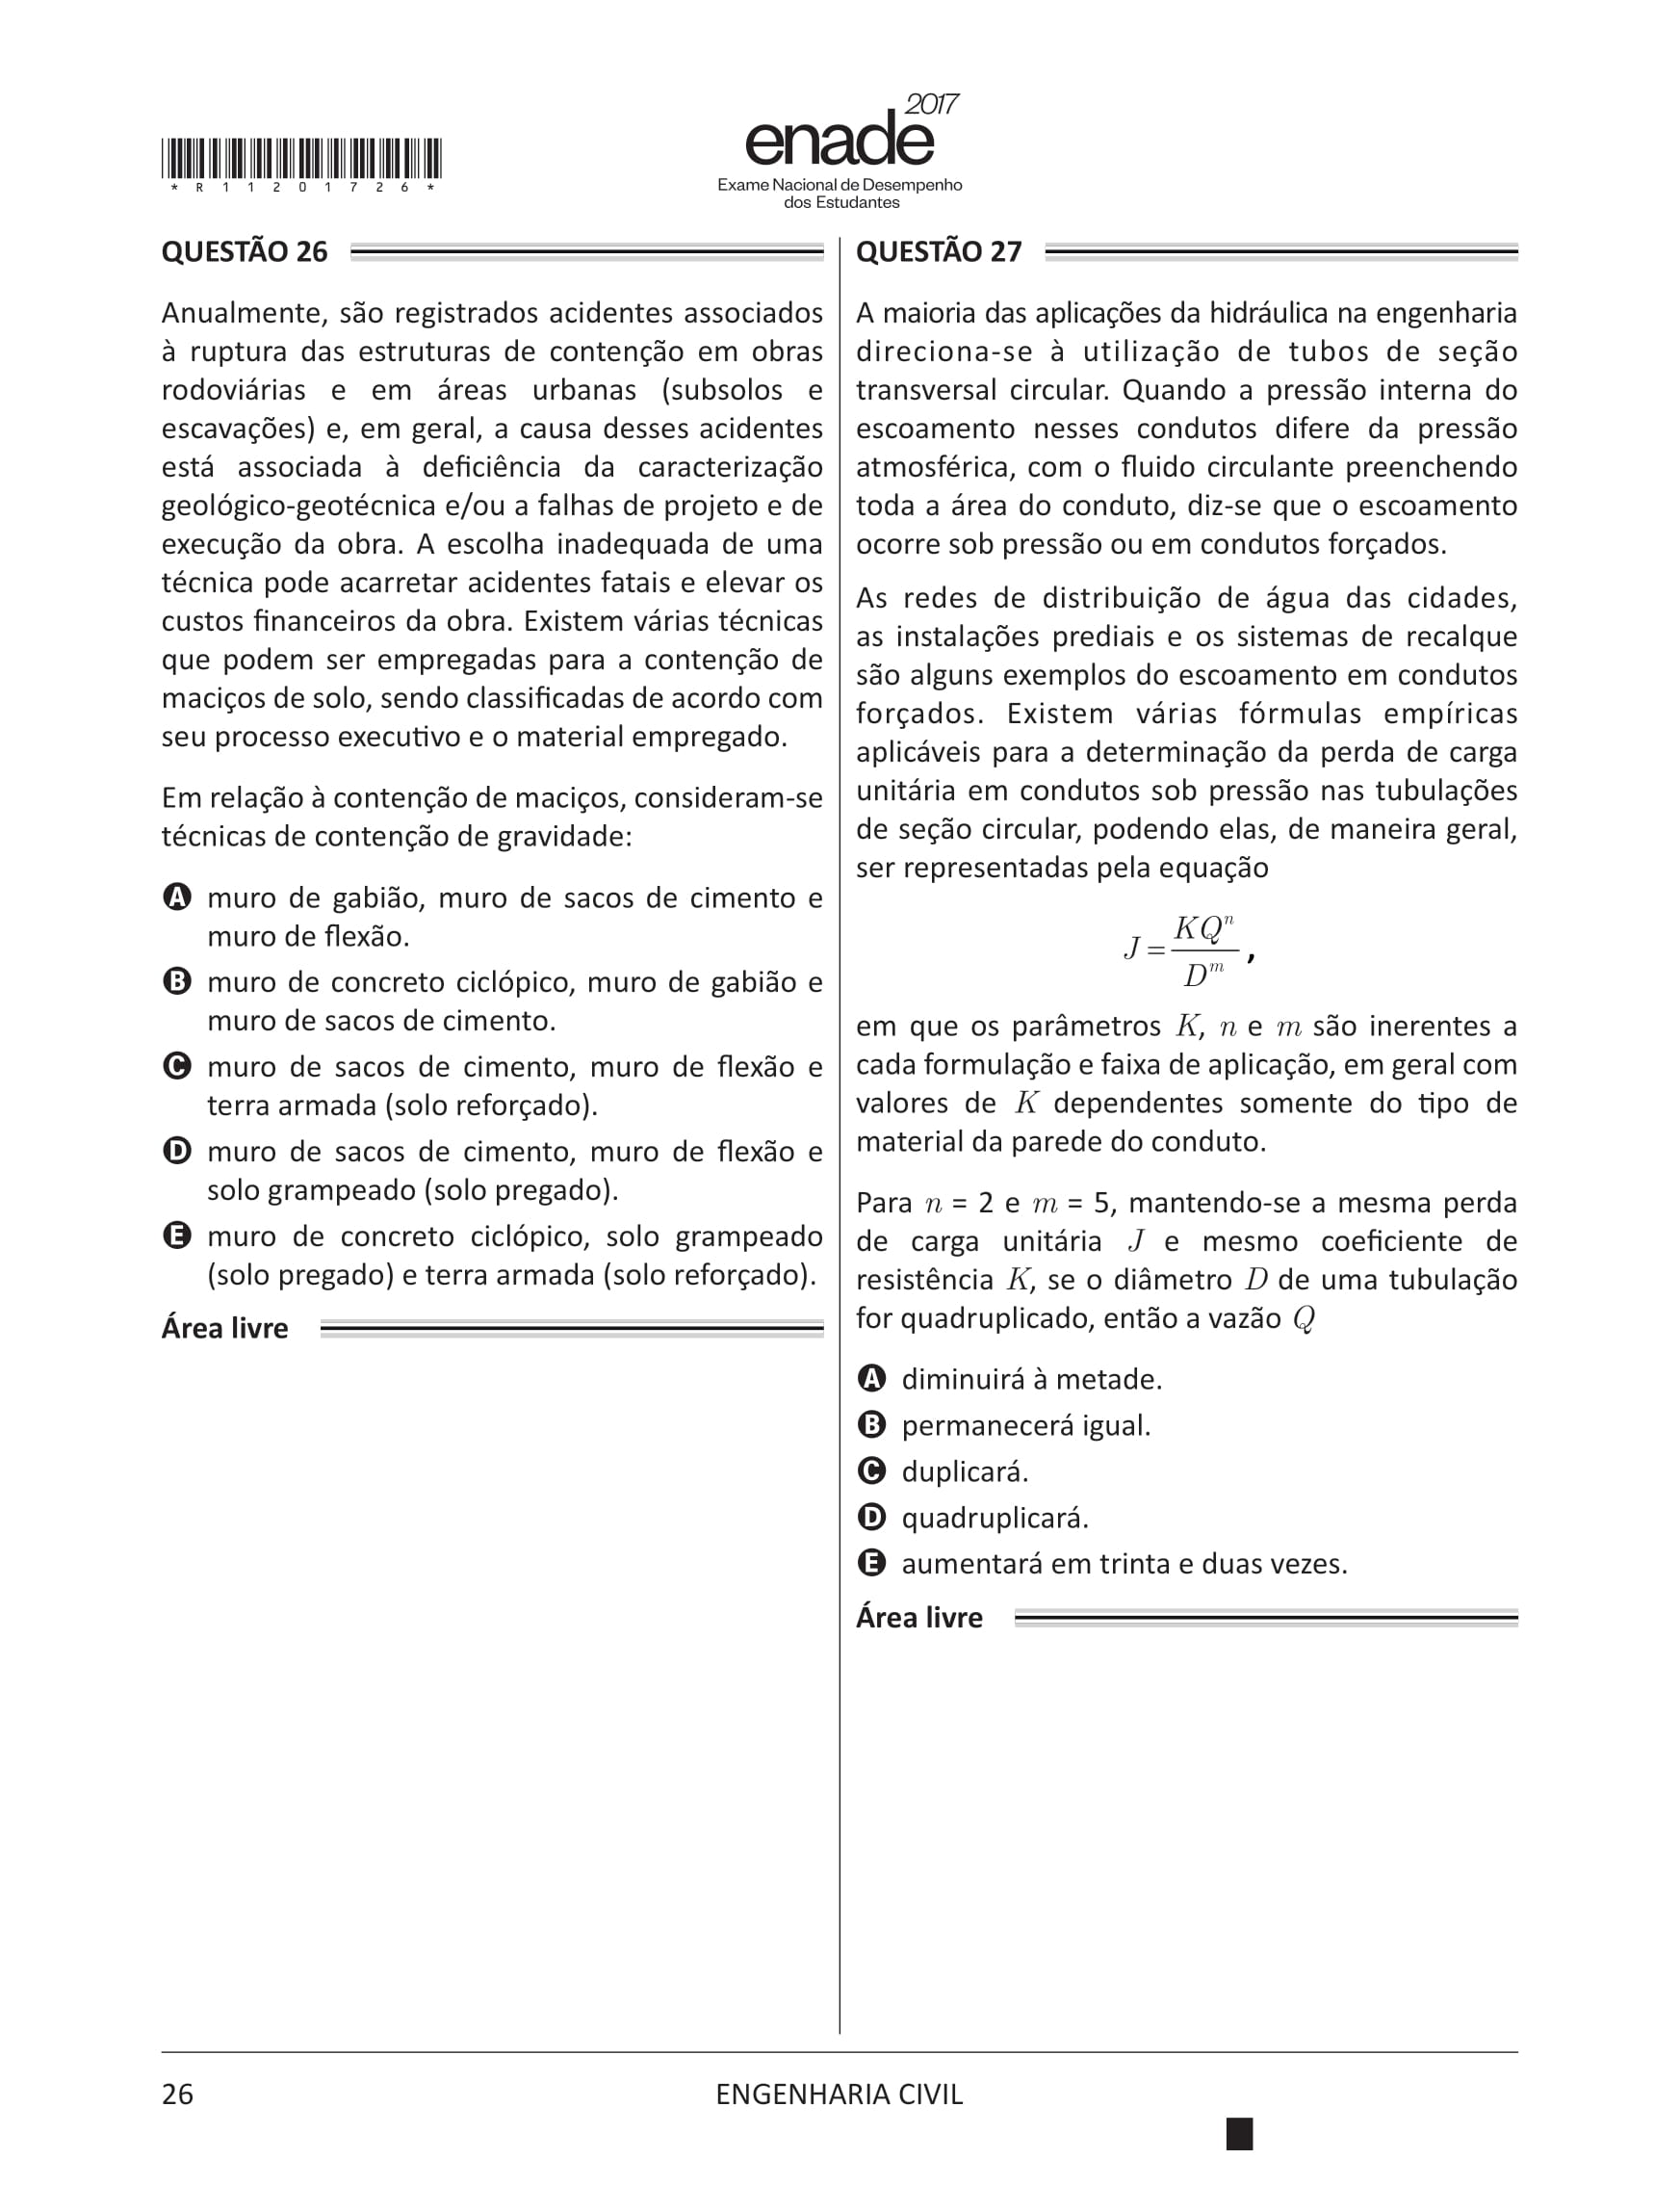 2017
enade
Exame Nacional de Desempenho
dos Estudantes
*R11201726*
QUESTÃO 26
Anualmente, são registrados acidentes associados
à ruptura das estruturas de contenção em obras
rodoviárias e em áreas urbanas (subsolos e
escavações) e, em geral, a causa desses acidentes
está associada à deficiência da caracterização
geológico-geotécnica e/ou a falhas de projeto e de
execução da obra. A escolha inadequada de uma
técnica pode acarretar acidentes fatais e elevar os
custos financeiros da obra. Existem várias técnicas
que podem ser empregadas para a contenção de
maciços de solo, sendo classificadas de acordo com
seu processo executivo e o material empregado.
Em relação à contenção de maciços, consideram-se
técnicas de contenção de gravidade:
A muro de gabião, muro de sacos de cimento e
muro de flexão.
B muro de concreto ciclópico, muro de gabião e
muro de sacos de cimento.
C muro de sacos de cimento, muro de flexão e
terra armada (solo reforçado).
D muro de sacos de cimento, muro de flexão e
solo grampeado (solo pregado).
E muro de concreto ciclópico, solo grampeado
(solo pregado) e terra armada (solo reforçado).
Área livre
QUESTÃO 27
A maioria das aplicações da hidráulica na engenharia
direciona-se à utilização de tubos de seção
transversal circular. Quando a pressão interna do
escoamento nesses condutos difere da pressão
atmosférica, com o fluido circulante preenchendo
toda a área do conduto, diz-se que o escoamento
ocorre sob pressão ou em condutos forçados.
As redes de distribuição de água das cidades,
as instalações prediais e os sistemas de recalque
são alguns exemplos do escoamento em condutos
forçados. Existem várias fórmulas empíricas
aplicáveis para a determinação da perda de carga
unitária em condutos sob pressão nas tubulações
de seção circular, podendo elas, de maneira geral,
ser representadas pela equação
J = KQ^n / D^m ,
em que os parâmetros K, n e m são inerentes a
cada formulação e faixa de aplicação, em geral com
valores de K dependentes somente do tipo de
material da parede do conduto.
Para n = 2 e m = 5, mantendo-se a mesma perda
de carga unitária J e mesmo coeficiente de
resistência K, se o diâmetro D de uma tubulação
for quadruplicado, então a vazão Q
A diminuirá à metade.
B permanecerá igual.
C duplicará.
D quadruplicará.
E aumentará em trinta e duas vezes.
Área livre
26
ENGENHARIA CIVIL